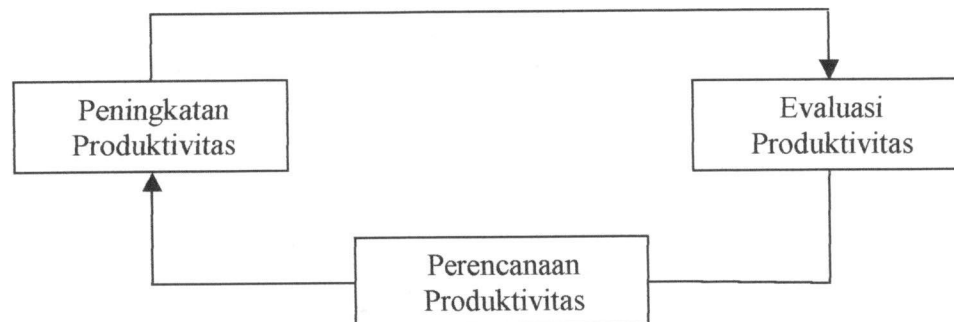 Peningkatan
Produktivitas
Evaluasi
Produktivitas
Perencanaan
Produktivitas